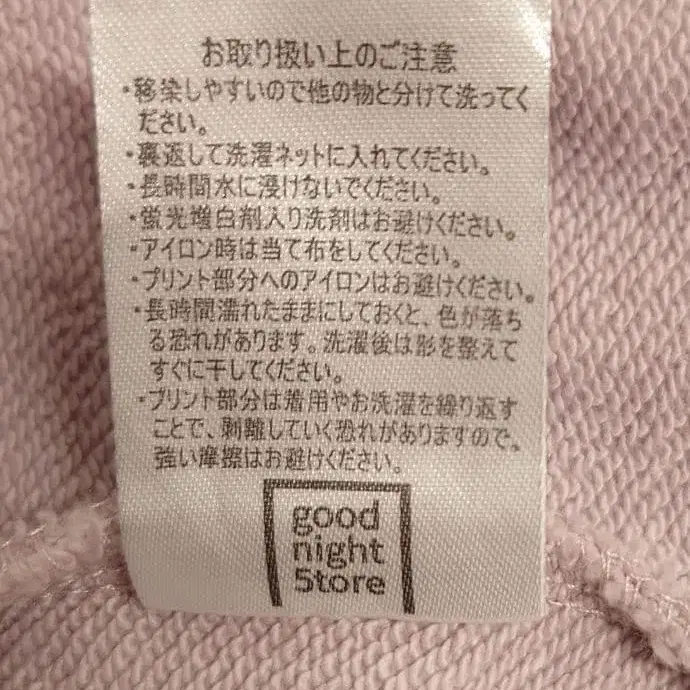 お取り扱い上のご注意
・移染しやすいので他の物と分けて洗ってく
ださい。
・裏返して洗濯ネットに入れてください。
・長時間水に浸けないでください。
・蛍光増白剤入り洗剤はお避けください。
・アイロン時は当て布をしてください。
・プリント部分へのアイロンはお避けください。
・長時間濡れたままにしておくと、色が落ち
る恐れがあります。洗濯後は形を整えて
すぐに干してください。
・プリント部分は着用やお洗濯を繰り返す
ことで、剥離していく恐れがありますので、
強い摩擦はお避けください。
good
night
5tore